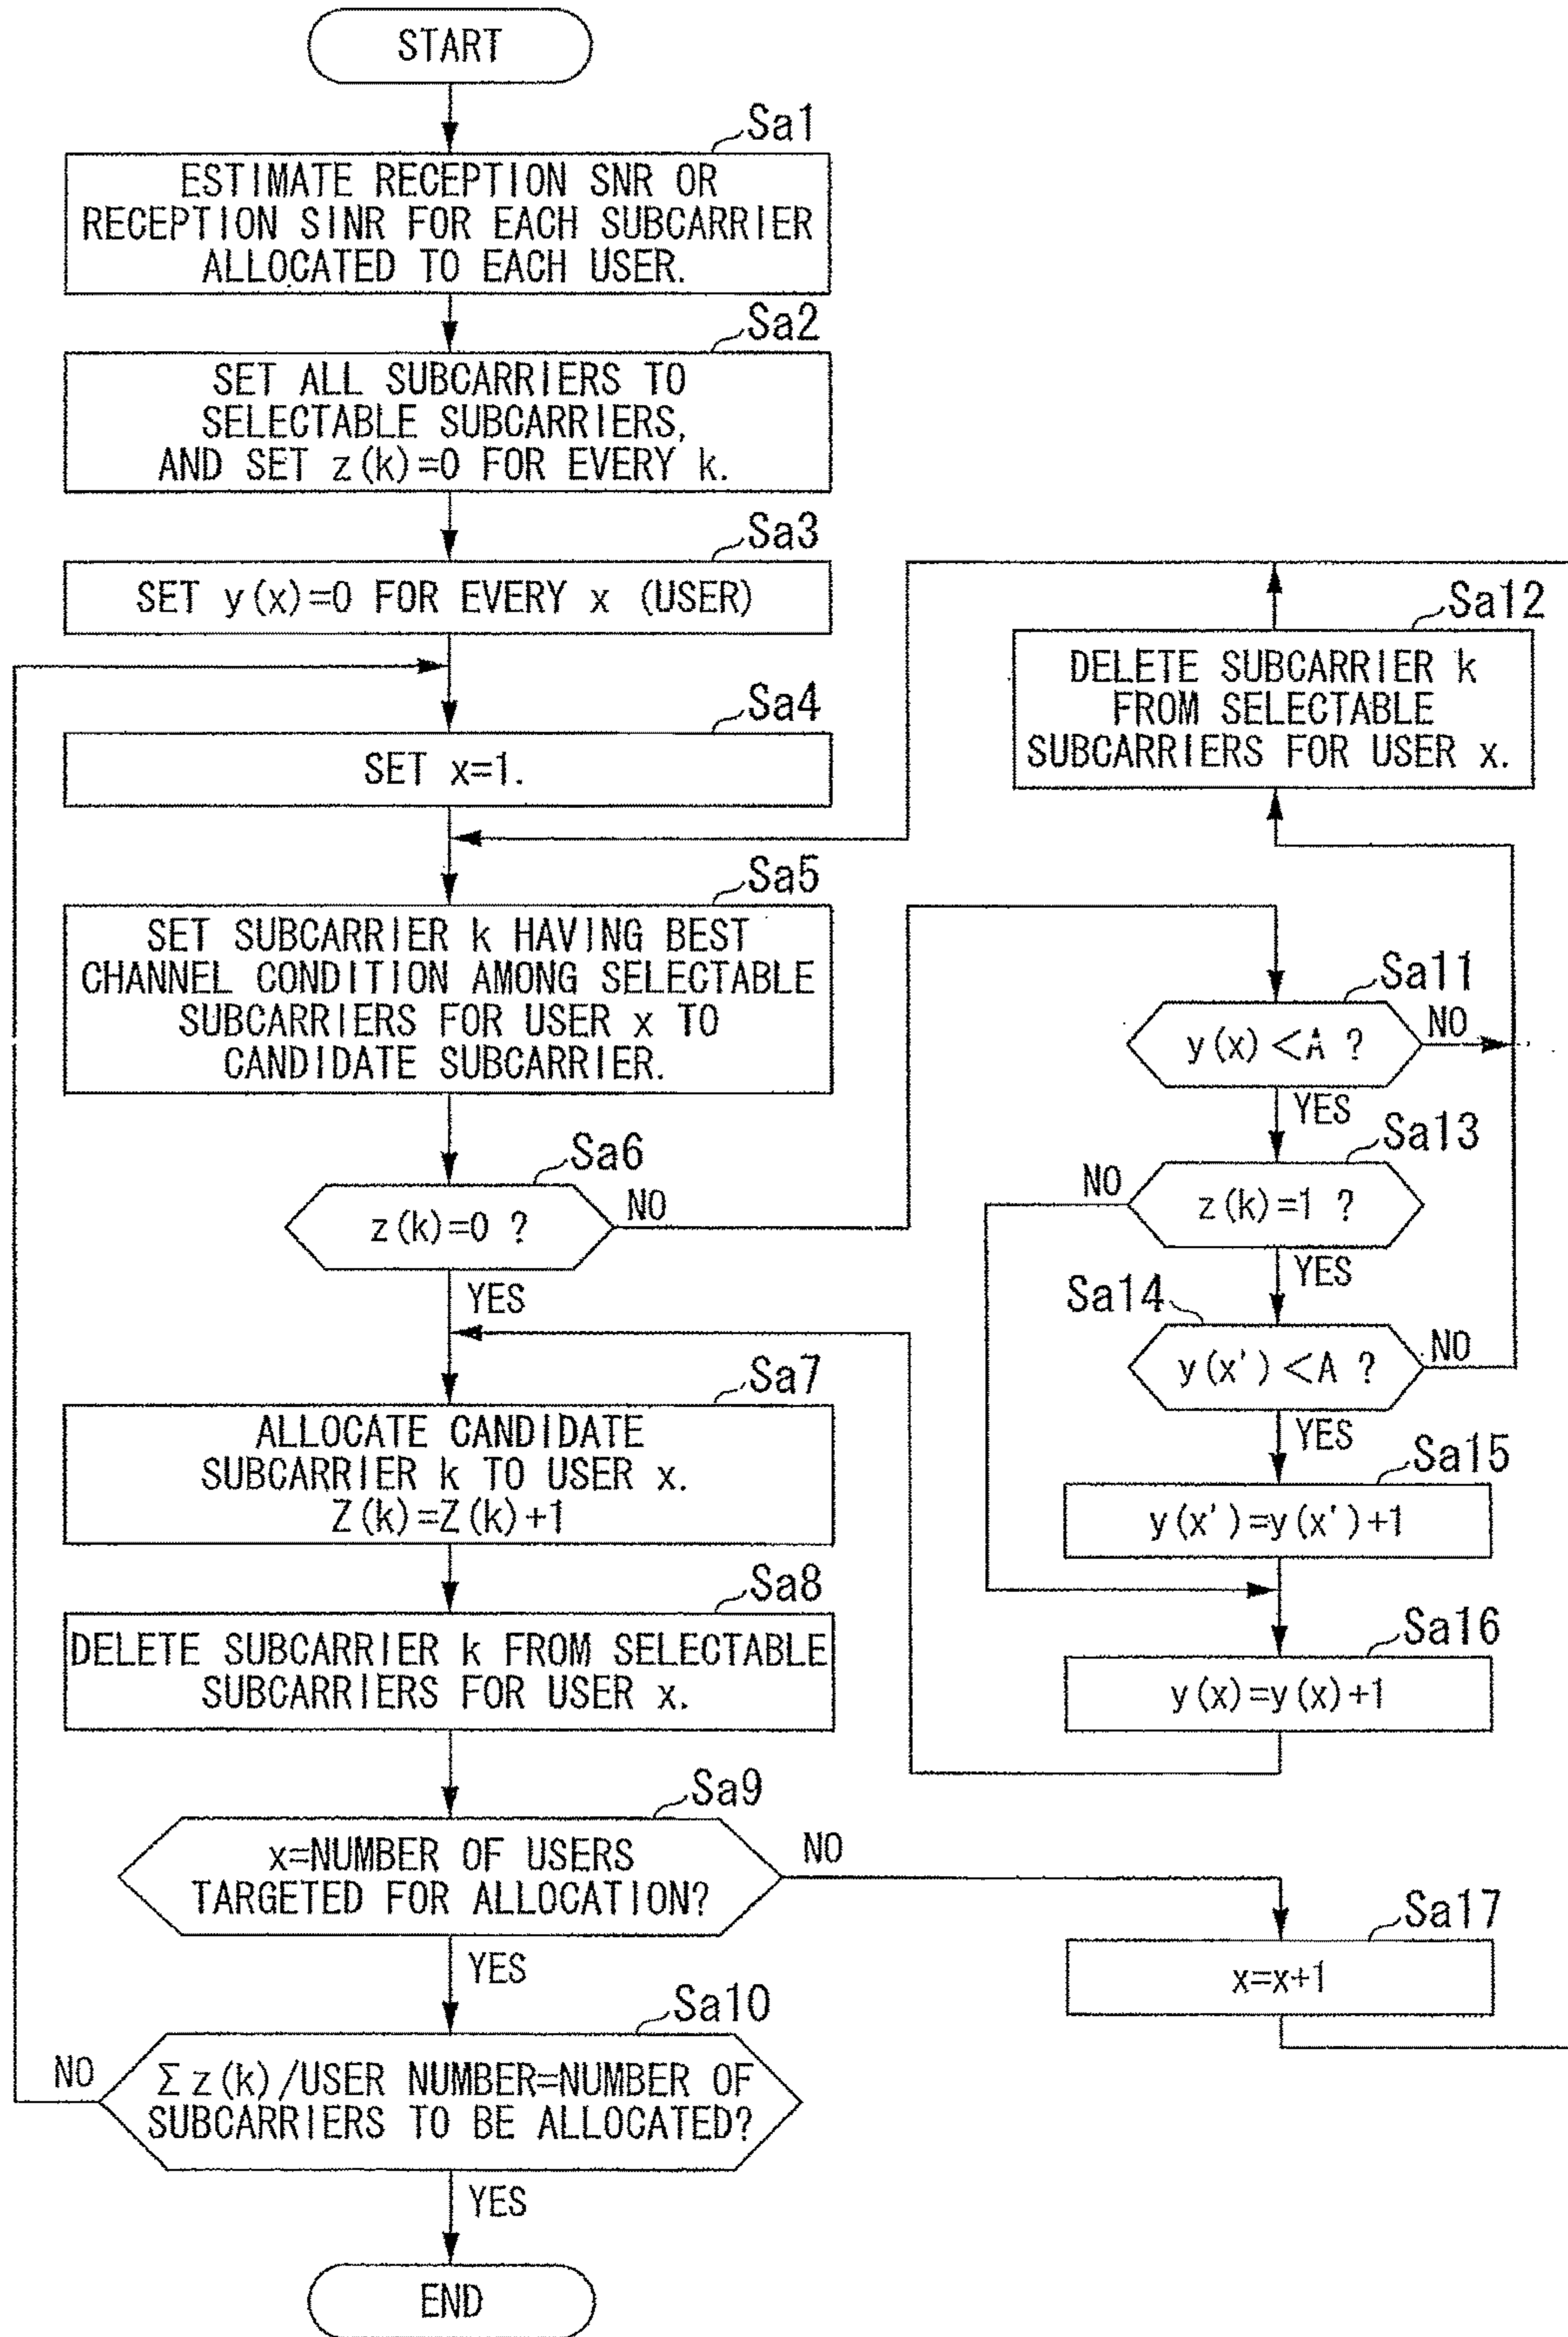 START
Sa1
ESTIMATE RECEPTION SNR OR
RECEPTION SINR FOR EACH SUBCARRIER
ALLOCATED TO EACH USER.
Sa2
SET ALL SUBCARRIERS TO
SELECTABLE SUBCARRIERS,
AND SET z(k)=0 FOR EVERY k.
Sa3
SET y(x)=0 FOR EVERY x (USER)
Sa4
SET x=1.
Sa5
SET SUBCARRIER k HAVING BEST
CHANNEL CONDITION AMONG SELECTABLE
SUBCARRIERS FOR USER x TO
CANDIDATE SUBCARRIER.
Sa6
z(k)=0 ?
NO
YES
Sa7
ALLOCATE CANDIDATE
SUBCARRIER k TO USER x.
Z(k)=Z(k)+1
Sa8
DELETE SUBCARRIER k FROM SELECTABLE
SUBCARRIERS FOR USER x.
Sa9
x=NUMBER OF USERS
TARGETED FOR ALLOCATION?
NO
YES
Sa10
Σz(k)/USER NUMBER=NUMBER OF
SUBCARRIERS TO BE ALLOCATED?
NO
YES
END
Sa12
DELETE SUBCARRIER k
FROM SELECTABLE
SUBCARRIERS FOR USER x.
Sa11
y(x)<A ?
NO
YES
Sa13
z(k)=1 ?
NO
YES
Sa14
y(x')<A ?
NO
YES
Sa15
y(x')=y(x')+1
Sa16
y(x)=y(x)+1
Sa17
x=x+1